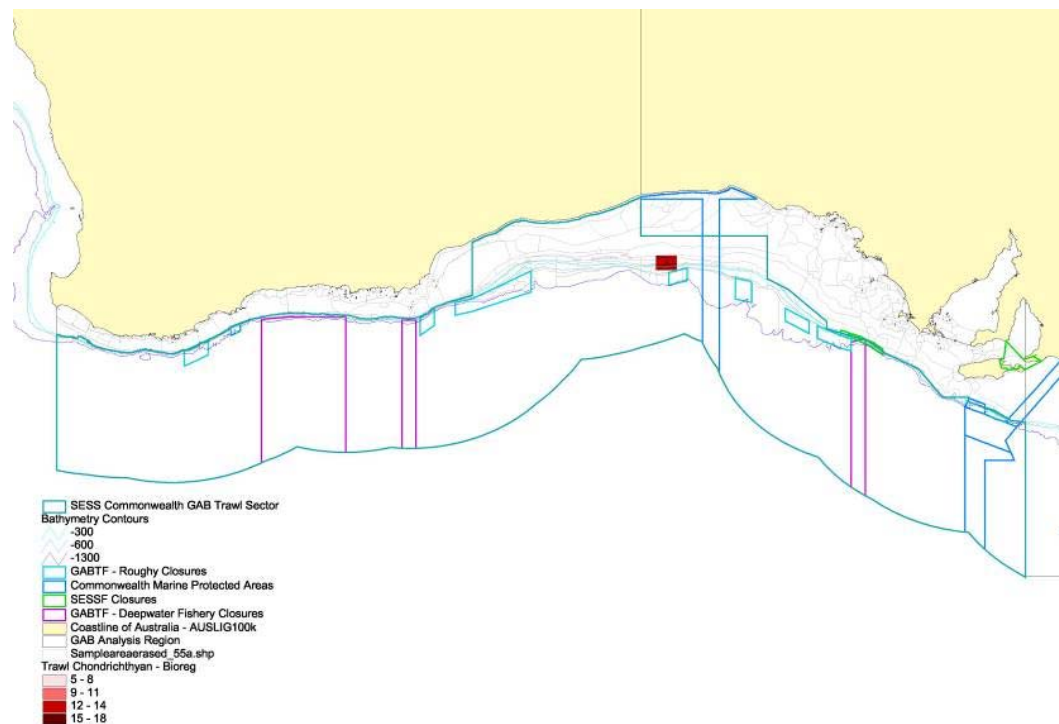 SESS Commonwealth GAB Trawl Sector
Bathymetry Contours
-300
-600
-1300
GABTF - Roughy Closures
Commonwealth Marine Protected Areas
SESSF Closures
GABTF - Deepwater Fishery Closures
Coastline of Australia - AUSLIG100k
GAB Analysis Region
Sampleareaerased_55a.shp
Trawl Chondrichthyan - Bioreg
5 - 8
9 - 11
12 - 14
15 - 18